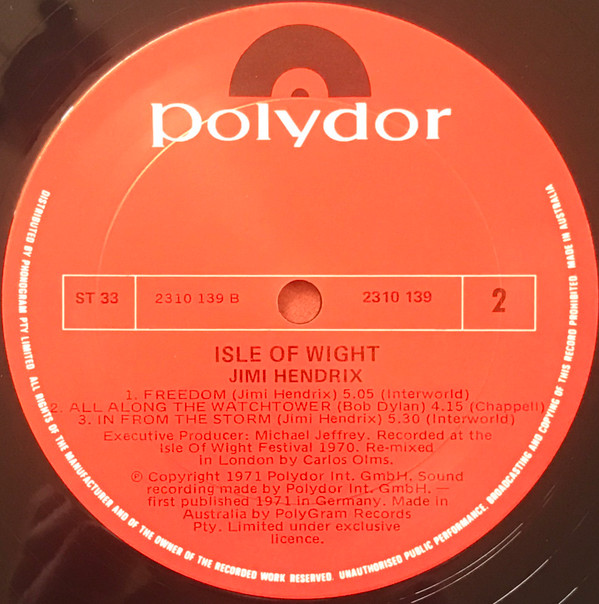 polydor
ST 33 2310 139 B 2310 139 2
ISLE OF WIGHT
JIMI HENDRIX
1. FREEDOM (Jimi Hendrix) 5.05 (Interworld)
2. ALL ALONG THE WATCHTOWER (Bob Dylan) 4.15 (Chappell)
3. IN FROM THE STORM (Jimi Hendrix) 5.30 (Interworld)
Executive Producer: Michael Jeffrey. Recorded at the
Isle Of Wight Festival 1970. Re-mixed
in London by Carlos Olms.
℗ Copyright 1971 Polydor Int. GmbH. Sound
recording made by Polydor Int. GmbH. —
first published 1971 in Germany. Made in
Australia by PolyGram Records
Pty. Limited under exclusive
licence.
DISTRIBUTED BY PHONOGRAM PTY LIMITED ALL RIGHTS OF THE MANUFACTURER AND OF THE OWNER OF THE RECORDED WORK RESERVED. UNAUTHORISED PUBLIC PERFORMANCE, BROADCASTING AND COPYING OF THIS RECORD PROHIBITED MADE IN AUSTRALIA